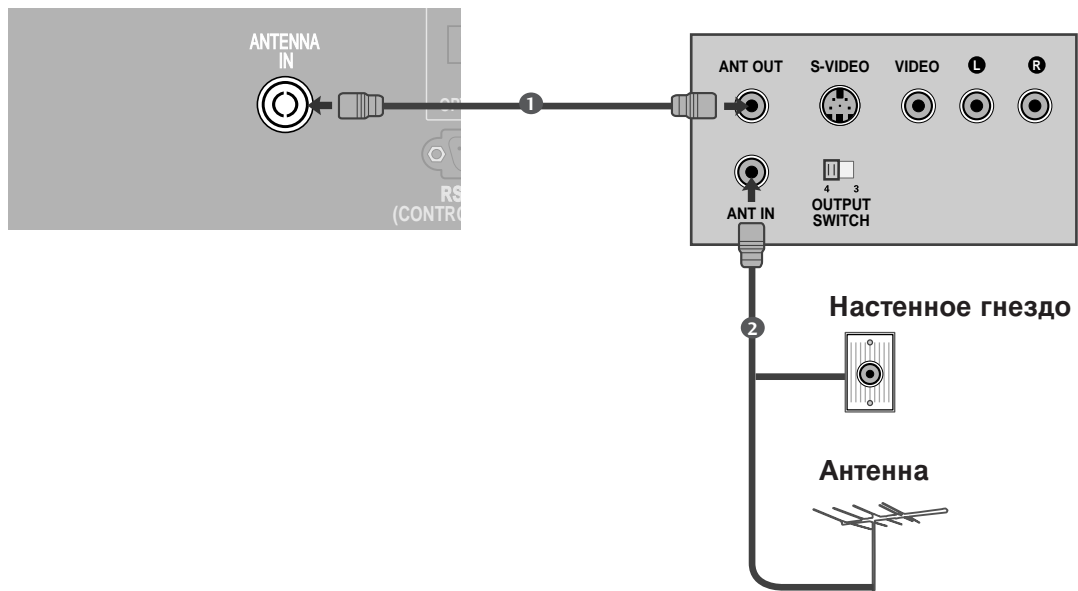 ANTENNA
IN
RS
(CONTRO
1
ANT OUT
S-VIDEO
VIDEO
L
R
4 3
ANT IN
OUTPUT
SWITCH
2
Настенное гнездо
Антенна